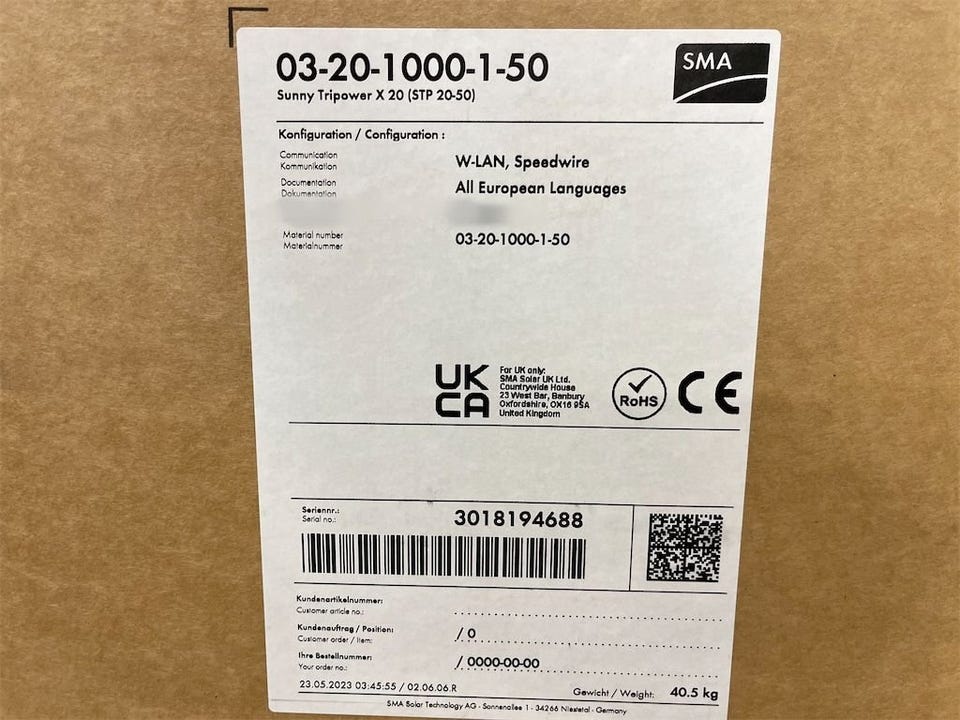 03-20-1000-1-50
SMA
Sunny Tripower X 20 (STP 20-50)
Konfiguration / Configuration :
Communication
Kommunikation
W-LAN, Speedwire
Documentation
Dokumentation
All European Languages
Material number
Materialnummer
03-20-1000-1-50
UK
CA
For UK only:
SMA Solar UK Ltd.
Countrywide House
23 West Bar, Banbury
Oxfordshire, OX16 9SA
United Kingdom
RoHS
CE
Seriennr.:
Serial no.:
3018194688
Kundenartikelnummer:
Customer article no.:
Kundenauftrag / Position:
Customer order / Item:
/ 0
Ihre Bestellnummer:
Your order no.:
/ 0000-00-00
23.05.2023 03:45:55 / 02.06.06.R
Gewicht / Weight: 40.5 kg
SMA Solar Technology AG - Sonnenallee 1 - 34266 Niestetal - Germany